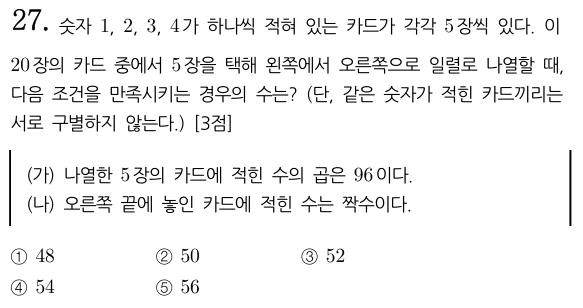 27. 숫자 1, 2, 3, 4가 하나씩 적혀 있는 카드가 각각 5장씩 있다. 이
20장의 카드 중에서 5장을 택해 왼쪽에서 오른쪽으로 일렬로 나열할 때,
다음 조건을 만족시키는 경우의 수는? (단, 같은 숫자가 적힌 카드끼리는
서로 구별하지 않는다.) [3점]
(가) 나열한 5장의 카드에 적힌 수의 곱은 96이다.
(나) 오른쪽 끝에 놓인 카드에 적힌 수는 짝수이다.
① 48 ② 50 ③ 52
④ 54 ⑤ 56